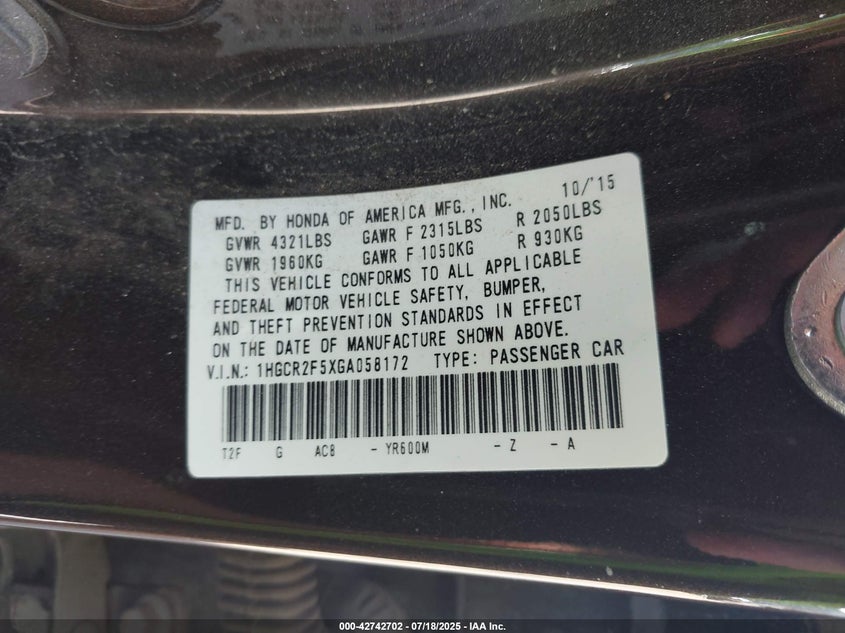 10/'15
MFD. BY HONDA OF AMERICA MFG., INC.
GVWR 4321LBS GAWR F 2315LBS R 2050LBS
GVWR 1960KG GAWR F 1050KG R 930KG
THIS VEHICLE CONFORMS TO ALL APPLICABLE
FEDERAL MOTOR VEHICLE SAFETY, BUMPER,
AND THEFT PREVENTION STANDARDS IN EFFECT
ON THE DATE OF MANUFACTURE SHOWN ABOVE.
V.I.N.: 1HGCR2F5XGA058172 TYPE: PASSENGER CAR
T2F G AC8 - YR600M - Z - A
000-42742702 - 07/18/2025 - IAA Inc.